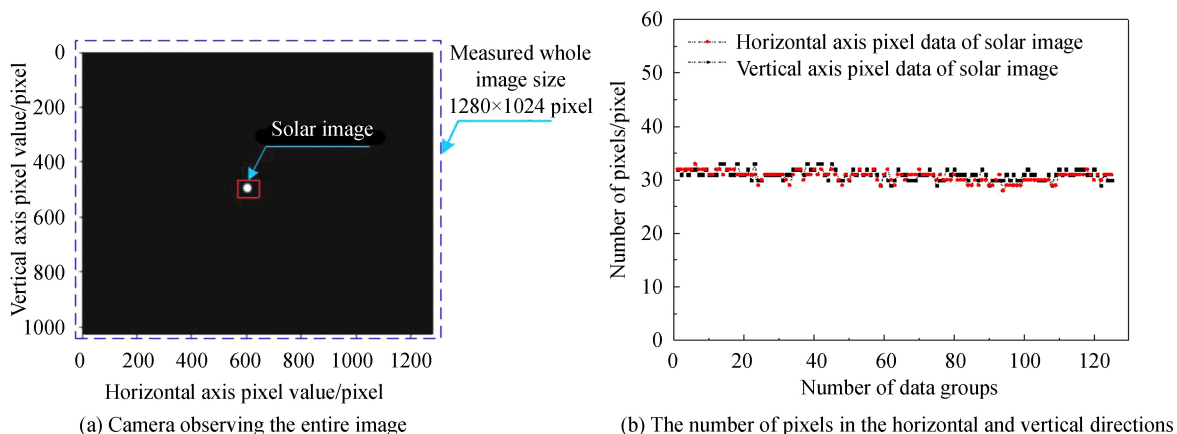 0
200
400
600
800
1000
Vertical axis pixel value/pixel
0 200 400 600 800 1000 1200
Horizontal axis pixel value/pixel
Solar image
Measured whole
image size
1280×1024 pixel
(a) Camera observing the entire image
60
50
40
30
20
10
0
Number of pixels/pixel
Horizontal axis pixel data of solar image
Vertical axis pixel data of solar image
0 20 40 60 80 100 120
Number of data groups
(b) The number of pixels in the horizontal and vertical directions